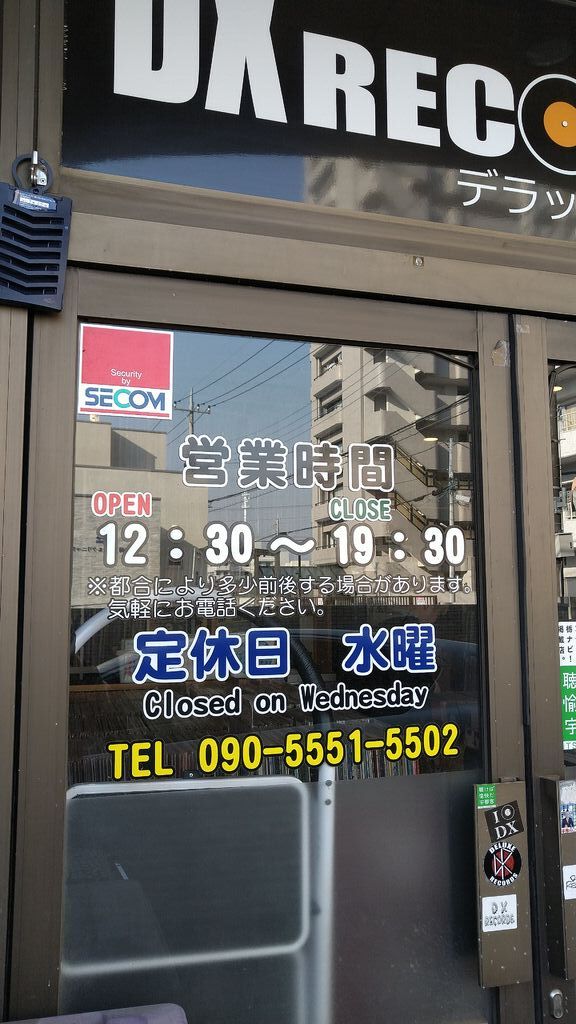 DX RECO
デラッ
Security
by
SECOM
営業時間
OPEN CLOSE
12：30～19：30
※都合により多少前後する場合があります。
気軽にお電話ください。
定休日 水曜
Closed on Wednesday
TEL 090-5551-5502
I DX
DELUXE
RECORDS
DX
RECORDS